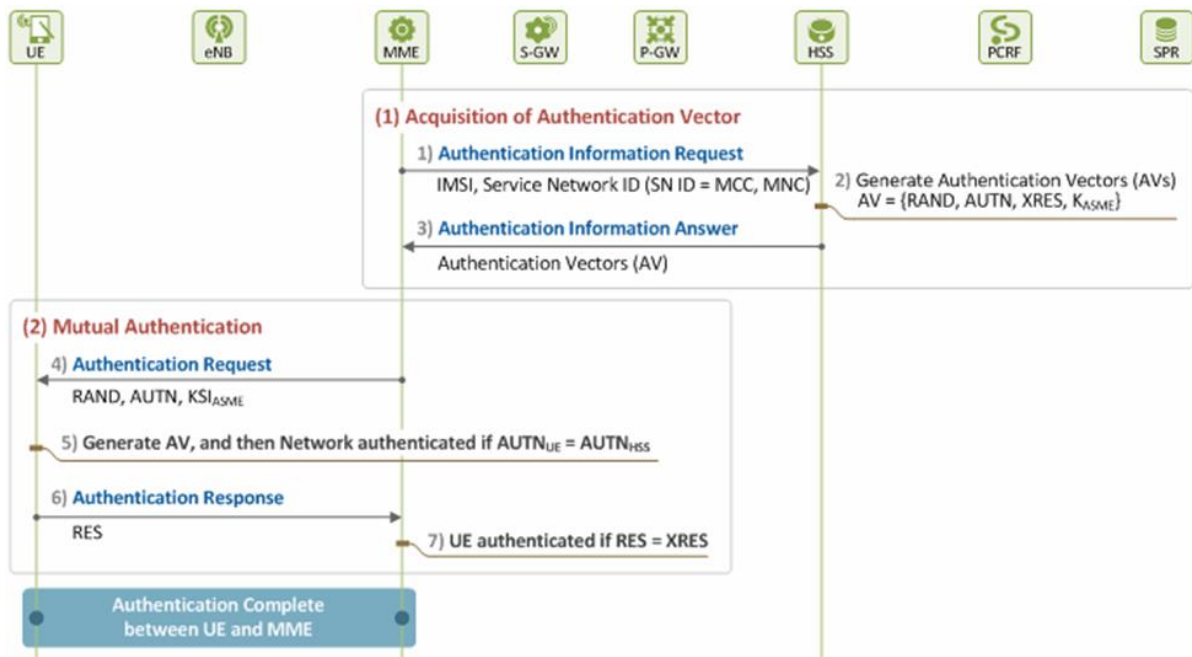 UE
eNB
MME
S-GW
P-GW
HSS
PCRF
SPR
(1) Acquisition of Authentication Vector
1) Authentication Information Request
IMSI, Service Network ID (SN ID = MCC, MNC)
2) Generate Authentication Vectors (AVs)
AV = {RAND, AUTN, XRES, KASME}
3) Authentication Information Answer
Authentication Vectors (AV)
(2) Mutual Authentication
4) Authentication Request
RAND, AUTN, KSIASME
5) Generate AV, and then Network authenticated if AUTNUE = AUTNHSS
6) Authentication Response
RES
7) UE authenticated if RES = XRES
Authentication Complete
between UE and MME